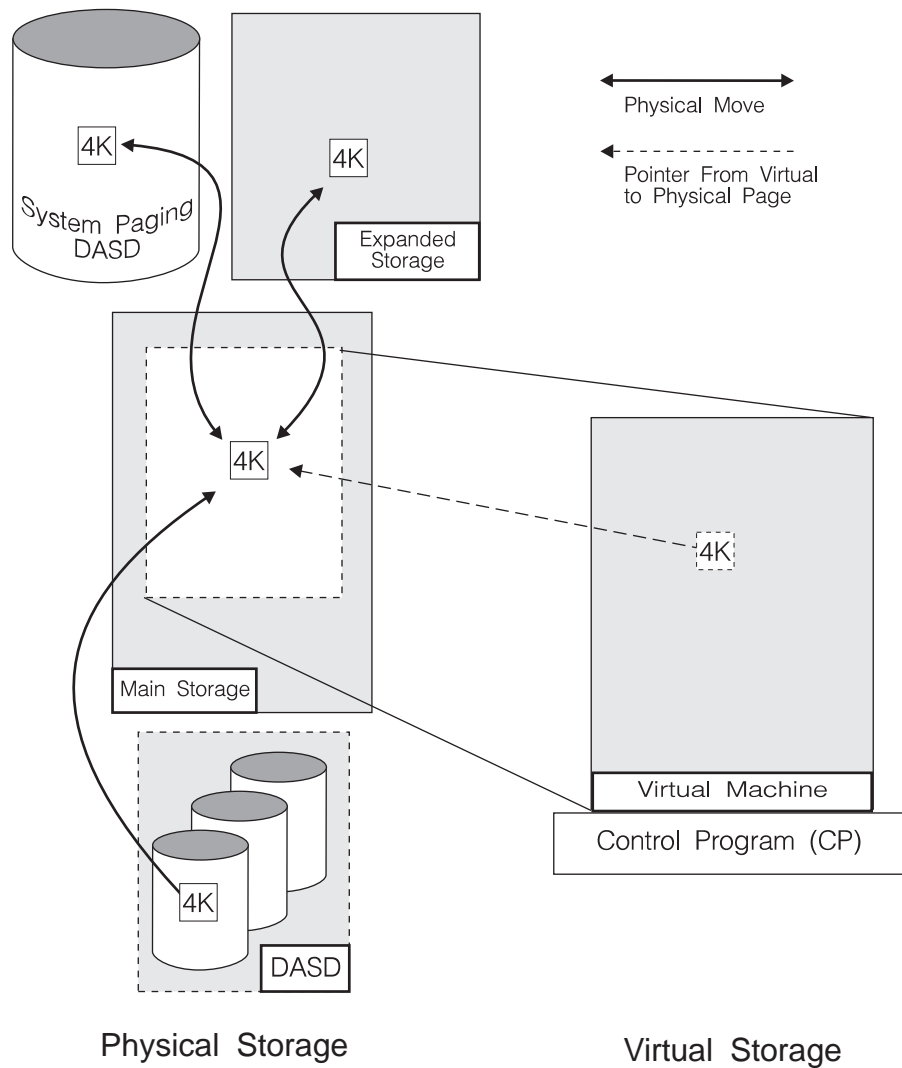 4K
System Paging
DASD
4K
Expanded
Storage
Physical Move
Pointer From Virtual
to Physical Page
4K
Main Storage
4K
DASD
4K
Virtual Machine
Control Program (CP)
Physical Storage
Virtual Storage